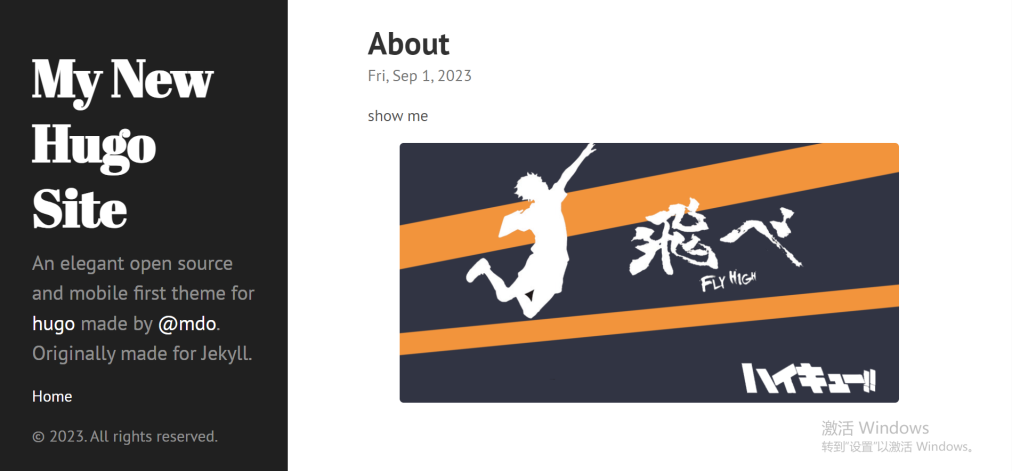 My New
Hugo
Site
An elegant open source
and mobile first theme for
hugo made by @mdo.
Originally made for Jekyll.
Home
© 2023. All rights reserved.
About
Fri, Sep 1, 2023
show me
飛べ
FLY HIGH
ハイキュー!!
激活 Windows
转到"设置"以激活 Windows。